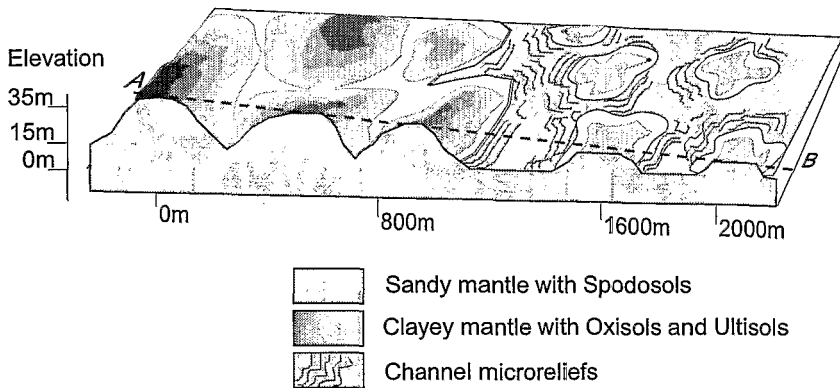 Elevation
A
35m
15m
0m
B
0m
800m
1600m
2000m
Sandy mantle with Spodosols
Clayey mantle with Oxisols and Ultisols
Channel microreliefs